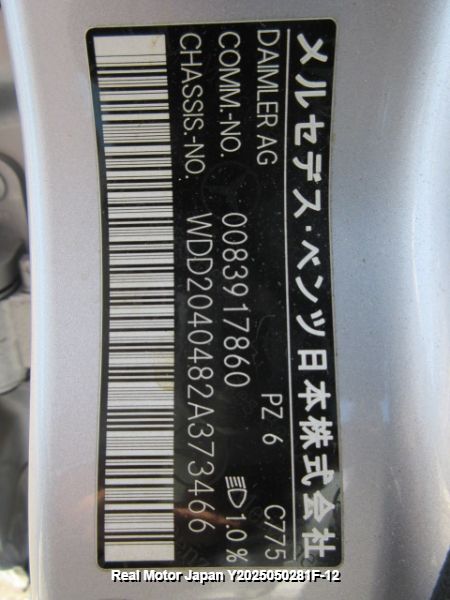 メルセデス・ベンツ日本株式会社
DAIMLER AG PZ 6 C775
COMM.-NO. 0083917860
CHASSIS.-NO. WDD2040482A373466
1.0%
Real Motor Japan Y2025050281F-12